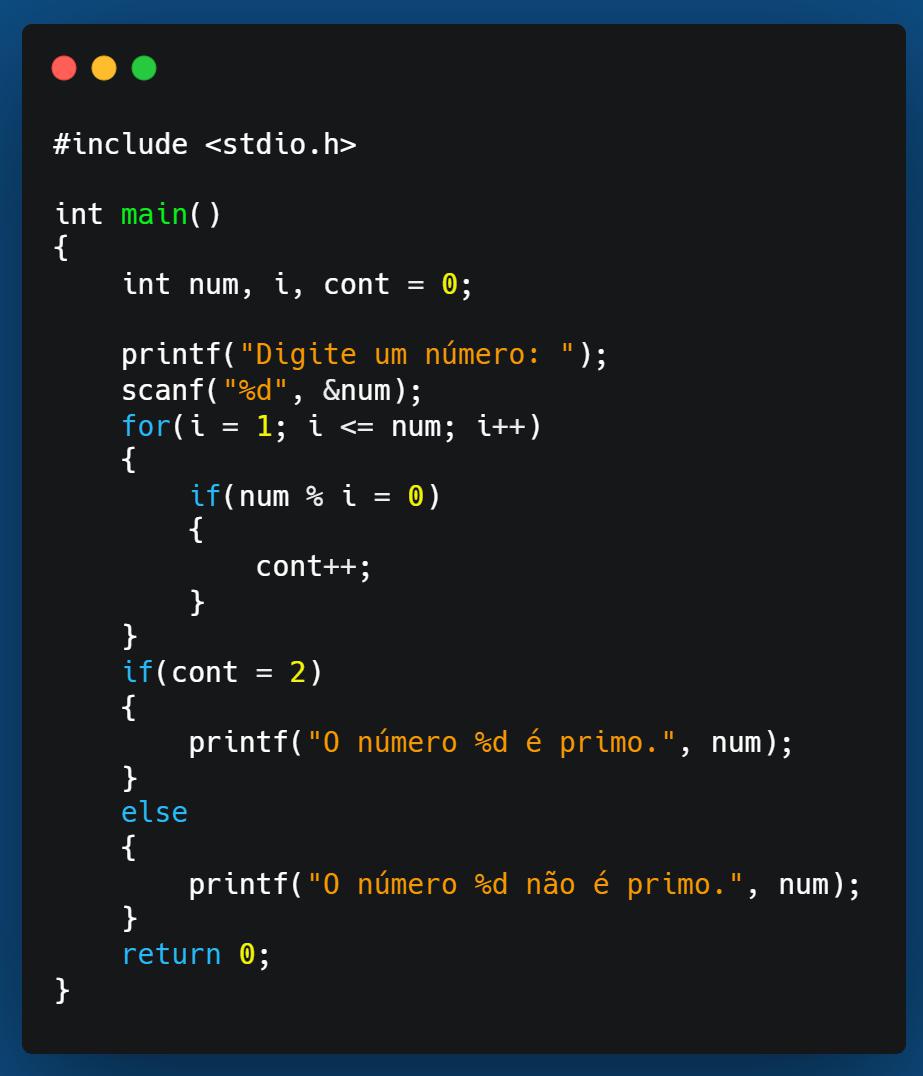 #include <stdio.h>

int main()
{
    int num, i, cont = 0;

    printf("Digite um número: ");
    scanf("%d", &num);
    for(i = 1; i <= num; i++)
    {
        if(num % i = 0)
        {
            cont++;
        }
    }
    if(cont = 2)
    {
        printf("O número %d é primo.", num);
    }
    else
    {
        printf("O número %d não é primo.", num);
    }
    return 0;
}